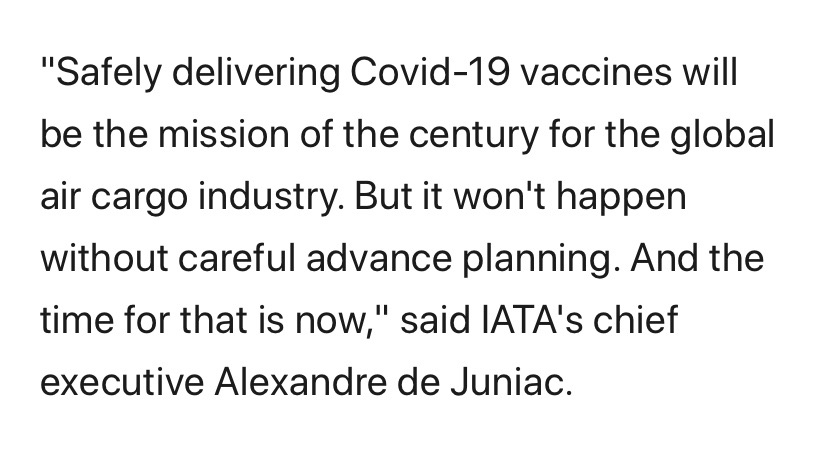 "Safely delivering Covid-19 vaccines will
be the mission of the century for the global
air cargo industry. But it won't happen
without careful advance planning. And the
time for that is now," said IATA's chief
executive Alexandre de Juniac.